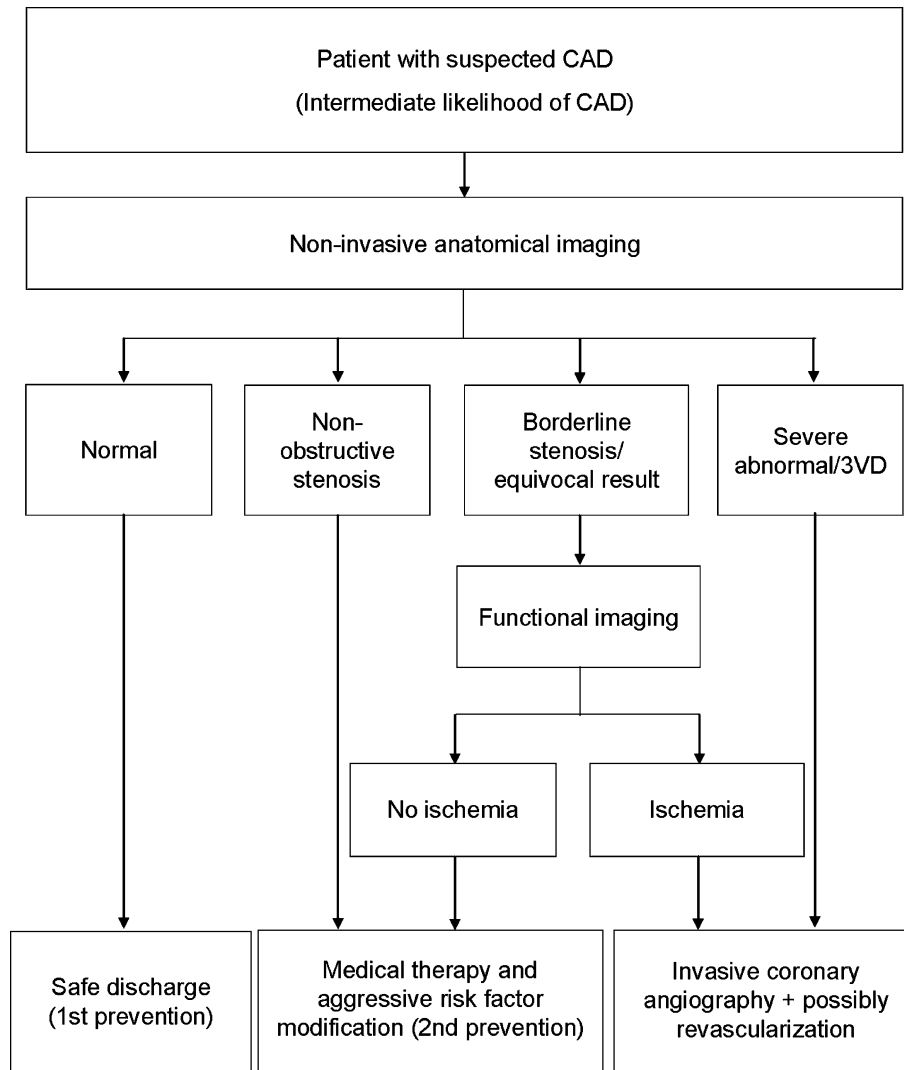 Patient with suspected CAD
(Intermediate likelihood of CAD)
Non-invasive anatomical imaging
Normal
Non-
obstructive
stenosis
Borderline
stenosis/
equivocal result
Severe
abnormal/3VD
Functional imaging
No ischemia
Ischemia
Safe discharge
(1st prevention)
Medical therapy and
aggressive risk factor
modification (2nd prevention)
Invasive coronary
angiography + possibly
revascularization